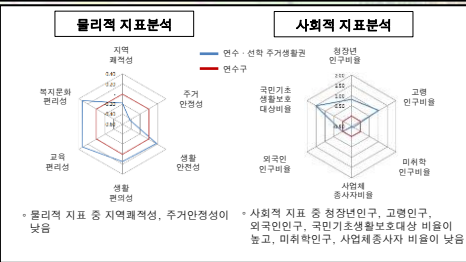 물리적 지표분석
사회적 지표분석
연수 · 선학 주거생활권
연수구
지역
쾌적성
주거
안정성
생활
안전성
생활
편의성
교육
편리성
복지문화
편리성
청장년
인구비율
고령
인구비율
미취학
인구비율
사업체
종사자비율
외국인
인구비율
국민기초
생활보호
대상비율
◦ 물리적 지표 중 지역쾌적성, 주거안정성이
낮음
◦ 사회적 지표 중 청장년인구, 고령인구,
외국인인구, 국민기초생활보호대상 비율이
높고, 미취학인구, 사업체종사자 비율이 낮음